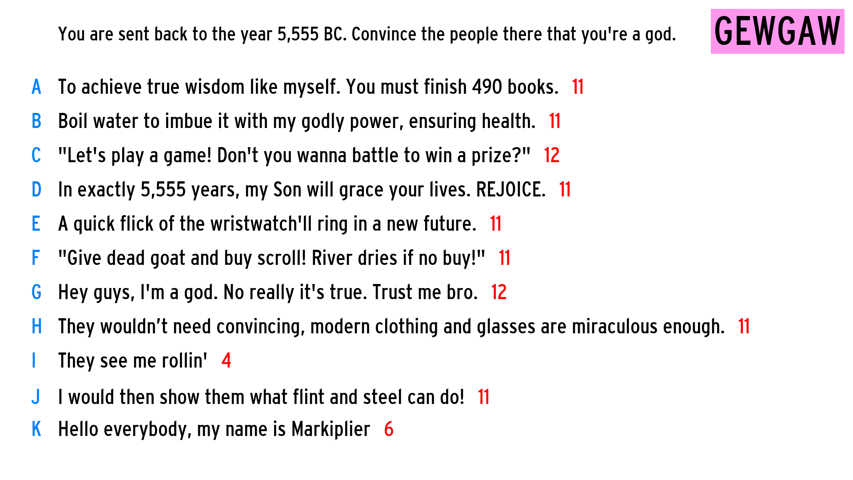 You are sent back to the year 5,555 BC. Convince the people there that you're a god. GEWGAW
A To achieve true wisdom like myself. You must finish 490 books. 11
B Boil water to imbue it with my godly power, ensuring health. 11
C "Let's play a game! Don't you wanna battle to win a prize?" 12
D In exactly 5,555 years, my Son will grace your lives. REJOICE. 11
E A quick flick of the wristwatch'll ring in a new future. 11
F "Give dead goat and buy scroll! River dries if no buy!" 11
G Hey guys, I'm a god. No really it's true. Trust me bro. 12
H They wouldn’t need convincing, modern clothing and glasses are miraculous enough. 11
I They see me rollin' 4
J I would then show them what flint and steel can do! 11
K Hello everybody, my name is Markiplier 6